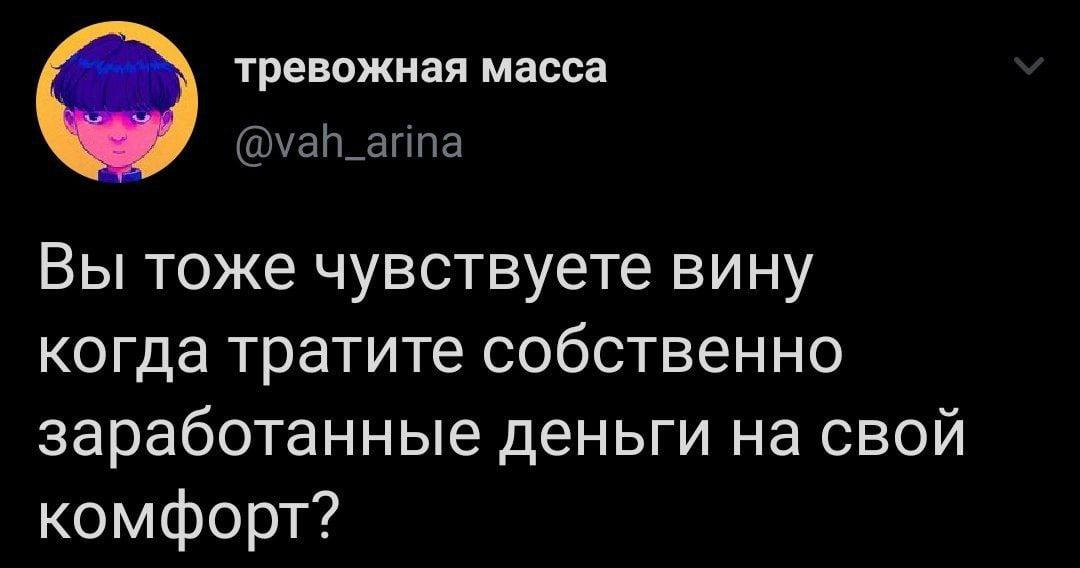 тревожная масса
@vah_arina
Вы тоже чувствуете вину
когда тратите собственно
заработанные деньги на свой
комфорт?